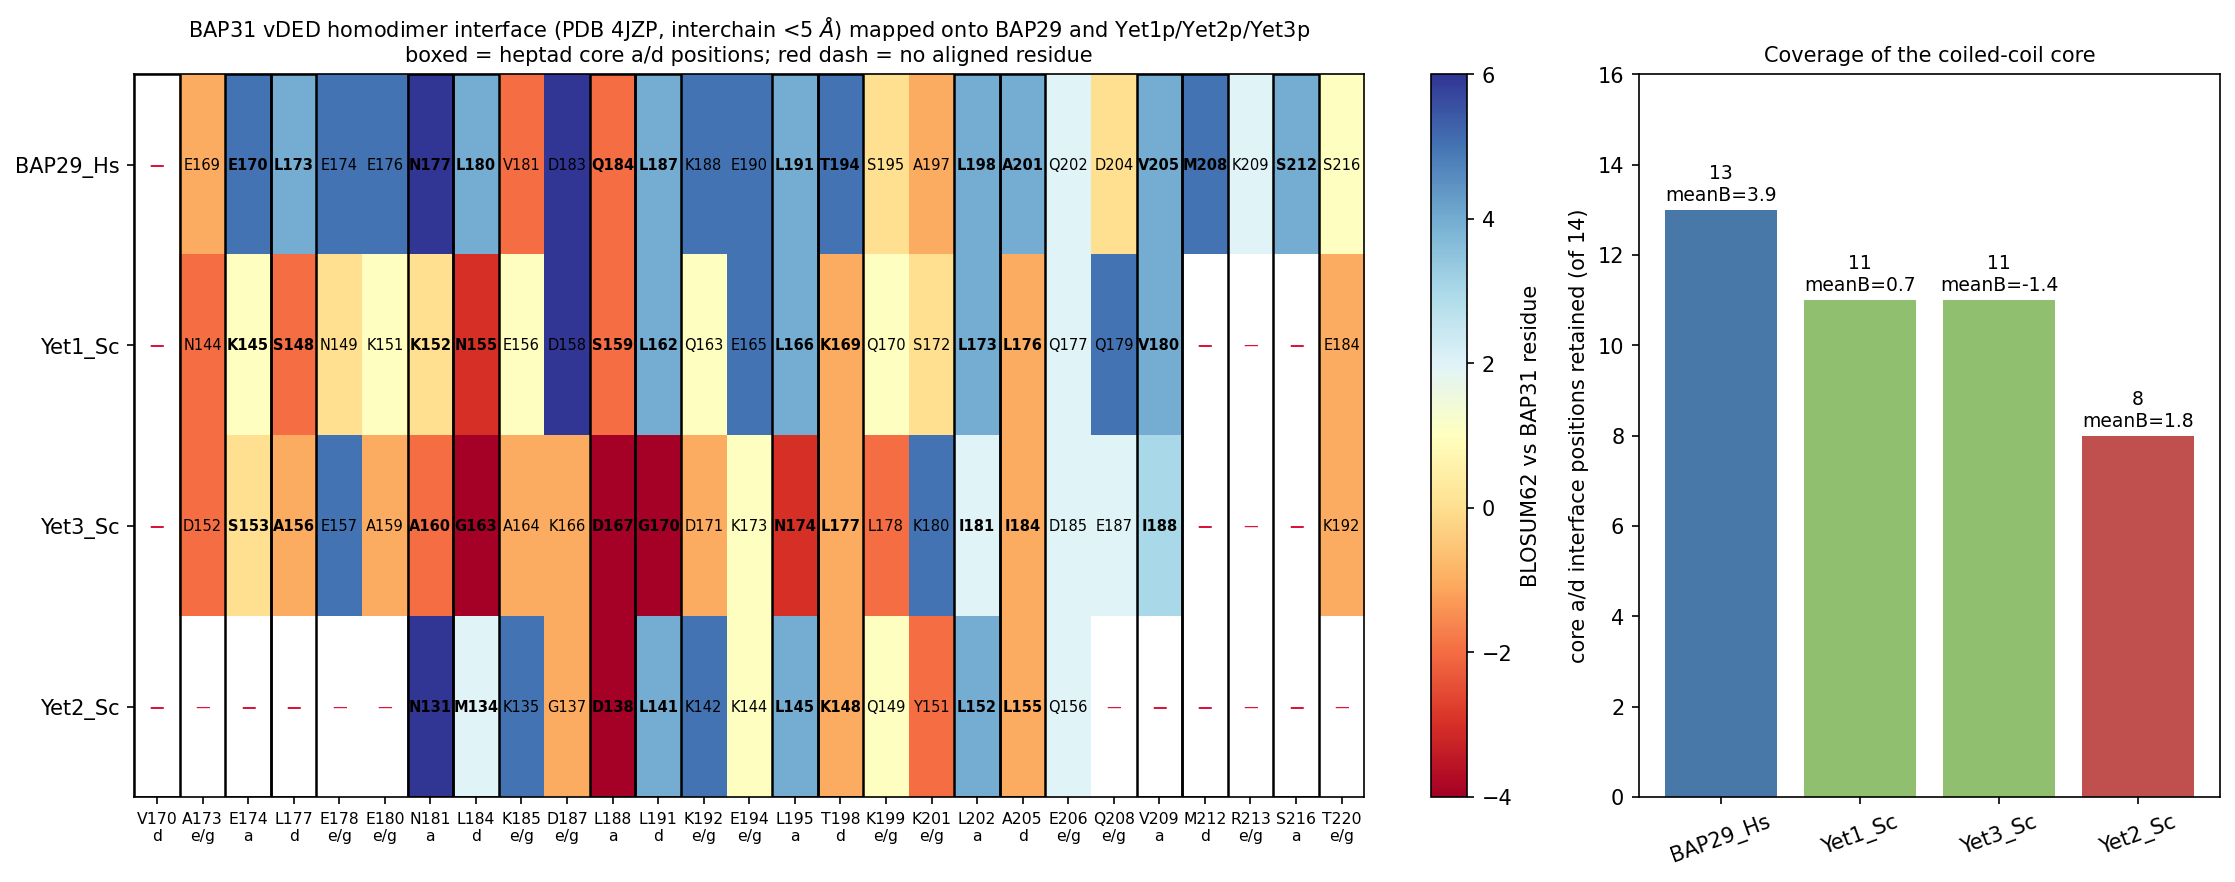 BAP31 vDED homodimer interface (PDB 4JZP, interchain <5 Å) mapped onto BAP29 and Yet1p/Yet2p/Yet3p
boxed = heptad core a/d positions; red dash = no aligned residue
BAP29_Hs
— E169 E170 L173 E174 E176 N177 L180 V181 D183 Q184 L187 K188 E190 L191 T194 S195 A197 L198 A201 Q202 D204 V205 M208 K209 S212 S216
Yet1_Sc
— N144 K145 S148 N149 K151 K152 N155 E156 D158 S159 L162 Q163 E165 L166 K169 Q170 S172 L173 L176 Q177 Q179 V180 — — — E184
Yet3_Sc
— D152 S153 A156 E157 A159 A160 G163 A164 K166 D167 G170 D171 K173 N174 L177 L178 K180 I181 I184 D185 E187 I188 — — — K192
Yet2_Sc
— — — — — — N131 M134 K135 G137 D138 L141 K142 K144 L145 K148 Q149 Y151 L152 L155 Q156 — — — — — —
V170 A173 E174 L177 E178 E180 N181 L184 K185 D187 L188 L191 K192 E194 L195 T198 K199 K201 L202 A205 E206 Q208 V209 M212 R213 S216 T220
d e/g a d e/g e/g a d e/g e/g a d e/g e/g a d e/g e/g a d e/g e/g a d e/g a e/g
6
4
2
0
−2
−4
BLOSUM62 vs BAP31 residue
Coverage of the coiled-coil core
core a/d interface positions retained (of 14)
16
14
12
10
8
6
4
2
0
13
meanB=3.9
11
meanB=0.7
11
meanB=-1.4
8
meanB=1.8
BAP29_Hs
Yet1_Sc
Yet3_Sc
Yet2_Sc